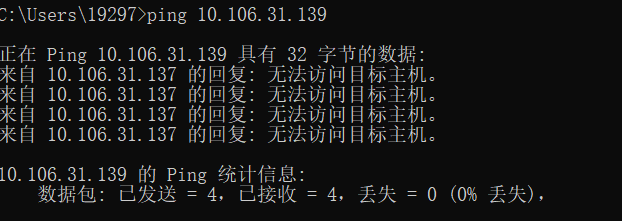 C:\Users\19297>ping 10.106.31.139
正在 Ping 10.106.31.139 具有 32 字节的数据:
来自 10.106.31.137 的回复: 无法访问目标主机。
来自 10.106.31.137 的回复: 无法访问目标主机。
来自 10.106.31.137 的回复: 无法访问目标主机。
来自 10.106.31.137 的回复: 无法访问目标主机。
10.106.31.139 的 Ping 统计信息:
数据包: 已发送 = 4，已接收 = 4，丢失 = 0 (0% 丢失)，